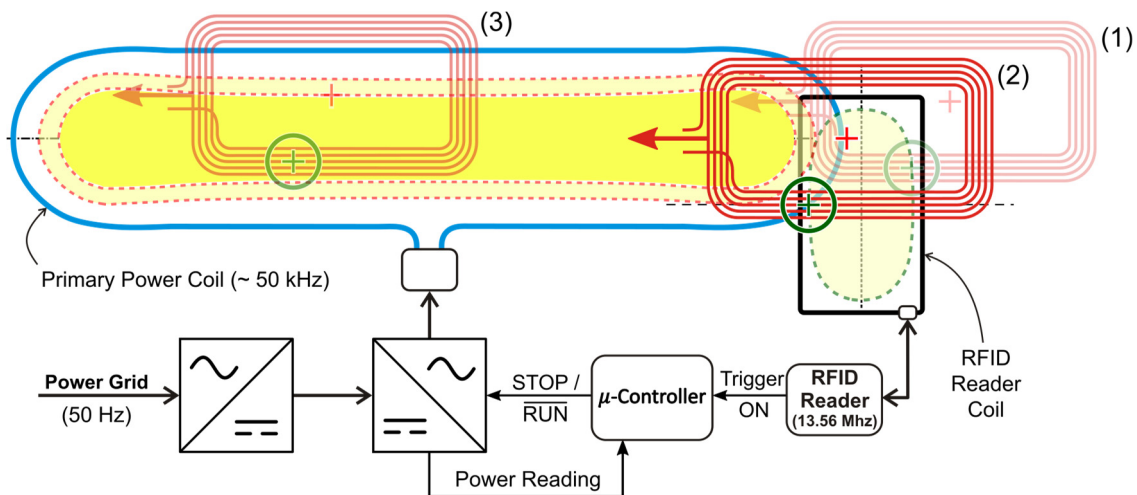 (3)
(1)
(2)
Primary Power Coil (~ 50 kHz)
Power Grid
(50 Hz)
STOP /
RUN
μ-Controller
Trigger
ON
RFID
Reader
(13.56 Mhz)
RFID
Reader
Coil
Power Reading